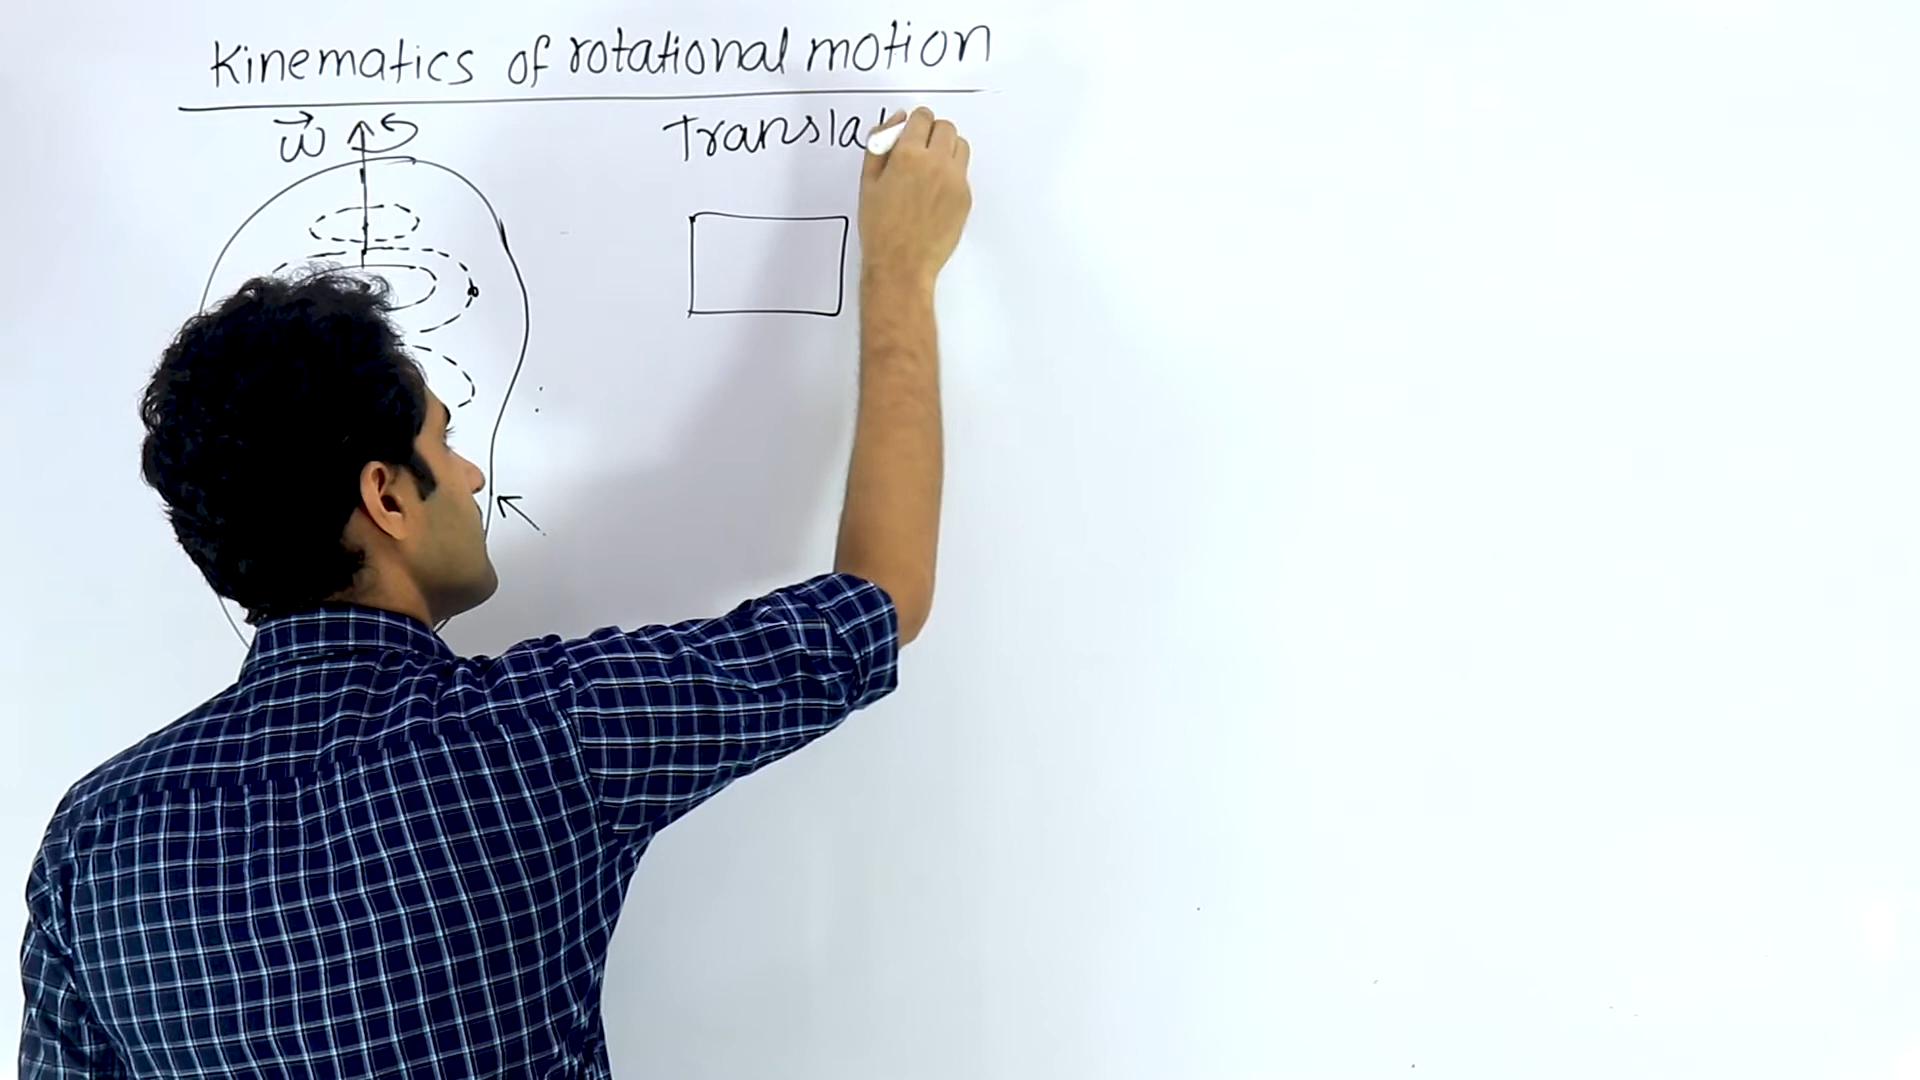 Kinematics of rotational motion
ω⃗
Translat